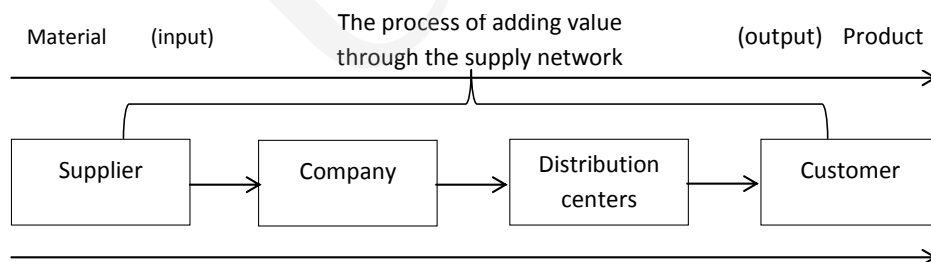 The process of adding value
Material (input) (output) Product
through the supply network
Supplier
Company
Distribution
centers
Customer